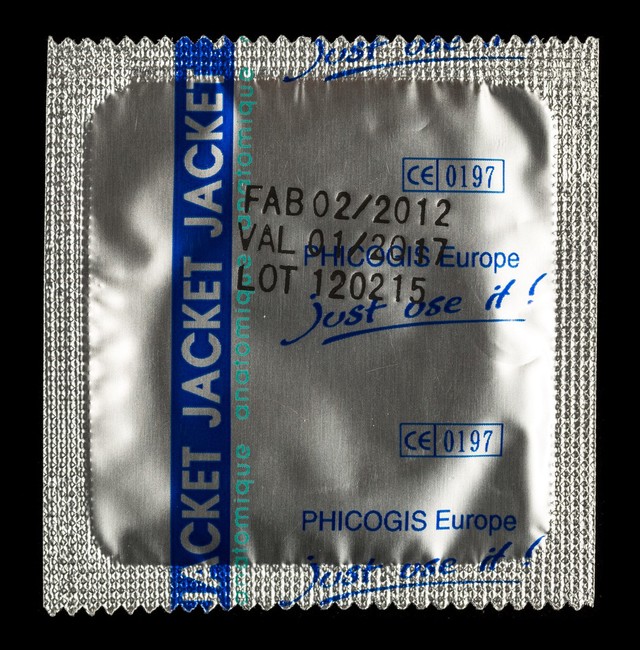 just use it !
CE 0197
FAB 02/2012
VAL 01/2017
PHICOGIS Europe
LOT 120215
just use it !
CE 0197
PHICOGIS Europe
just use it !
JACKET JACKET JACKET
anatomique anatomique anatomique